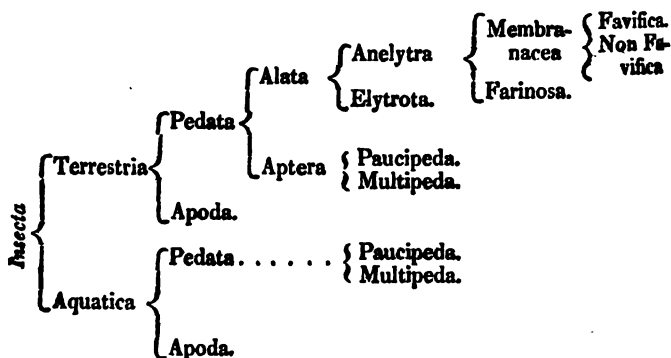 Favifica.
Membra-
nacea
Non Fa-
vifica
Anelytra
Alata
Elytrota.
Farinosa.
Pedata
Paucipeda.
Aptera
Multipeda.
Terrestria
Apoda.
Insecta
Pedata . . . . . .
Paucipeda.
Multipeda.
Aquatica
Apoda.